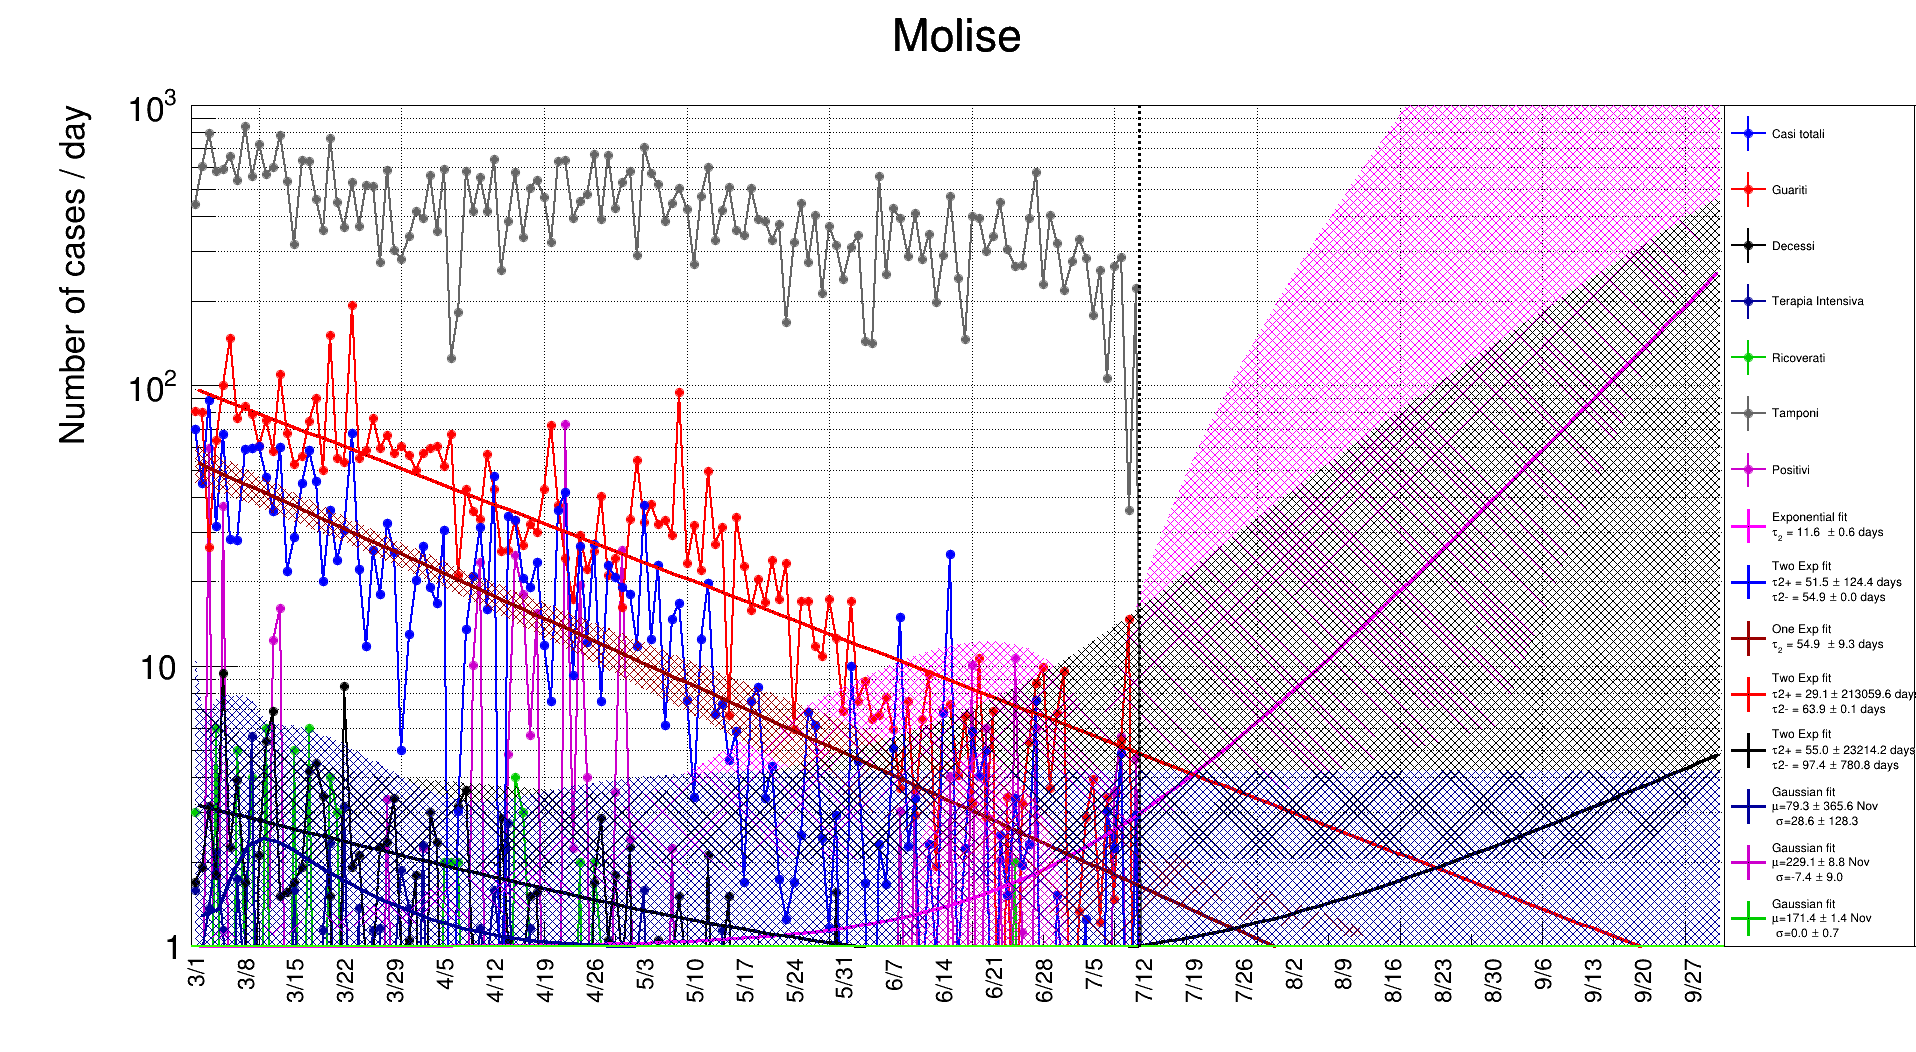 Molise
Number of cases / day
10³
10²
10
1
3/1
3/8
3/15
3/22
3/29
4/5
4/12
4/19
4/26
5/3
5/10
5/17
5/24
5/31
6/7
6/14
6/21
6/28
7/5
7/12
7/19
7/26
8/2
8/9
8/16
8/23
8/30
9/6
9/13
9/20
9/27
Casi totali
Guariti
Decessi
Terapia Intensiva
Ricoverati
Tamponi
Positivi
Exponential fit
τ₂ = 11.6 ± 0.6 days
Two Exp fit
τ2+ = 51.5 ± 124.4 days
τ2- = 54.9 ± 0.0 days
One Exp fit
τ₂ = 54.9 ± 9.3 days
Two Exp fit
τ2+ = 29.1 ± 213059.6 days
τ2- = 63.9 ± 0.1 days
Two Exp fit
τ2+ = 55.0 ± 23214.2 days
τ2- = 97.4 ± 780.8 days
Gaussian fit
μ=79.3 ± 365.6 Nov
σ=28.6 ± 128.3
Gaussian fit
μ=229.1 ± 8.8 Nov
σ=-7.4 ± 9.0
Gaussian fit
μ=171.4 ± 1.4 Nov
σ=0.0 ± 0.7